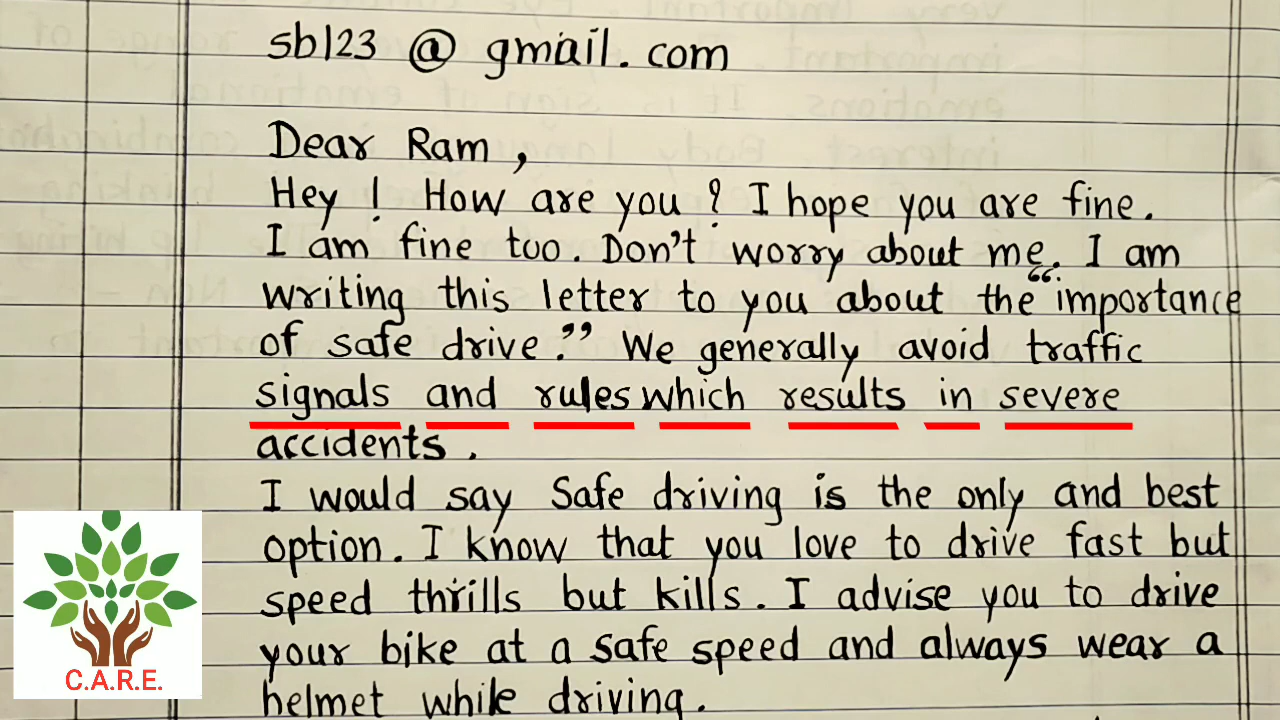 sb123 @ gmail. com
Dear Ram ,
Hey ! How are you ? I hope you are fine.
I am fine too. Don't worry about me. I am
writing this letter to you about the “importance
of safe drive.” We generally avoid traffic
signals and rules which results in severe
accidents.
I would say Safe driving is the only and best
option. I know that you love to drive fast but
speed thrills but kills. I advise you to drive
your bike at a safe speed and always wear a
helmet while driving.
C.A.R.E.